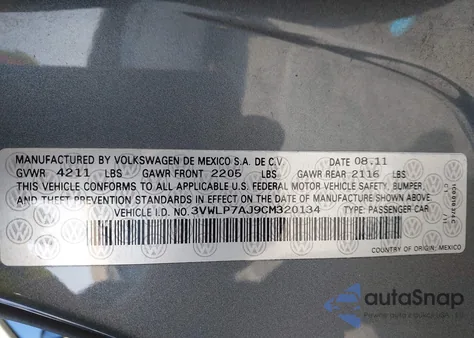 MANUFACTURED BY VOLKSWAGEN DE MEXICO S.A. DE C.V. DATE 08.11
GVWR 4211 LBS GAWR FRONT 2205 LBS GAWR REAR 2116 LBS
THIS VEHICLE CONFORMS TO ALL APPLICABLE U.S. FEDERAL MOTOR VEHICLE SAFETY, BUMPER,
AND THEFT PREVENTION STANDARDS IN EFFECT ON THE DATE OF MANUFACTURE SHOWN ABOVE.
VEHICLE I.D. NO. 3VWLP7AJ9CM320134 TYPE: PASSENGER CAR
COUNTRY OF ORIGIN: MEXICO
autoSnap